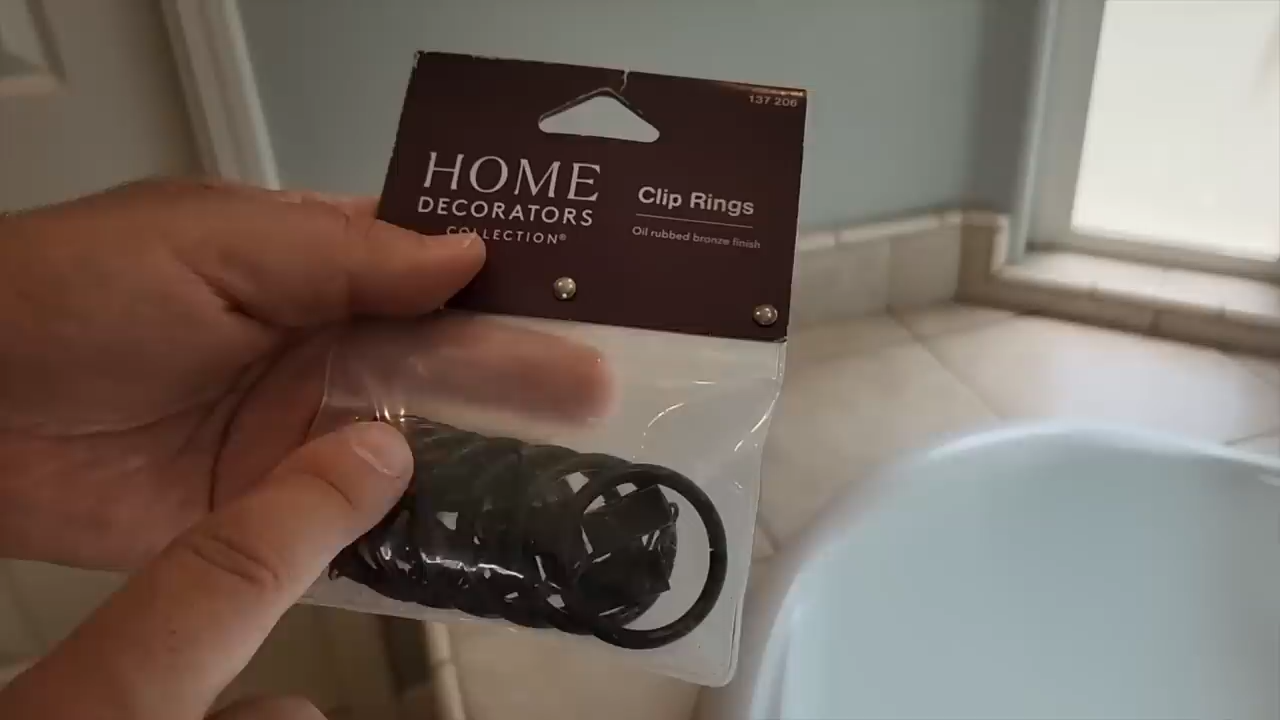 137 206
HOME
DECORATORS
COLLECTION®
Clip Rings
Oil rubbed bronze finish